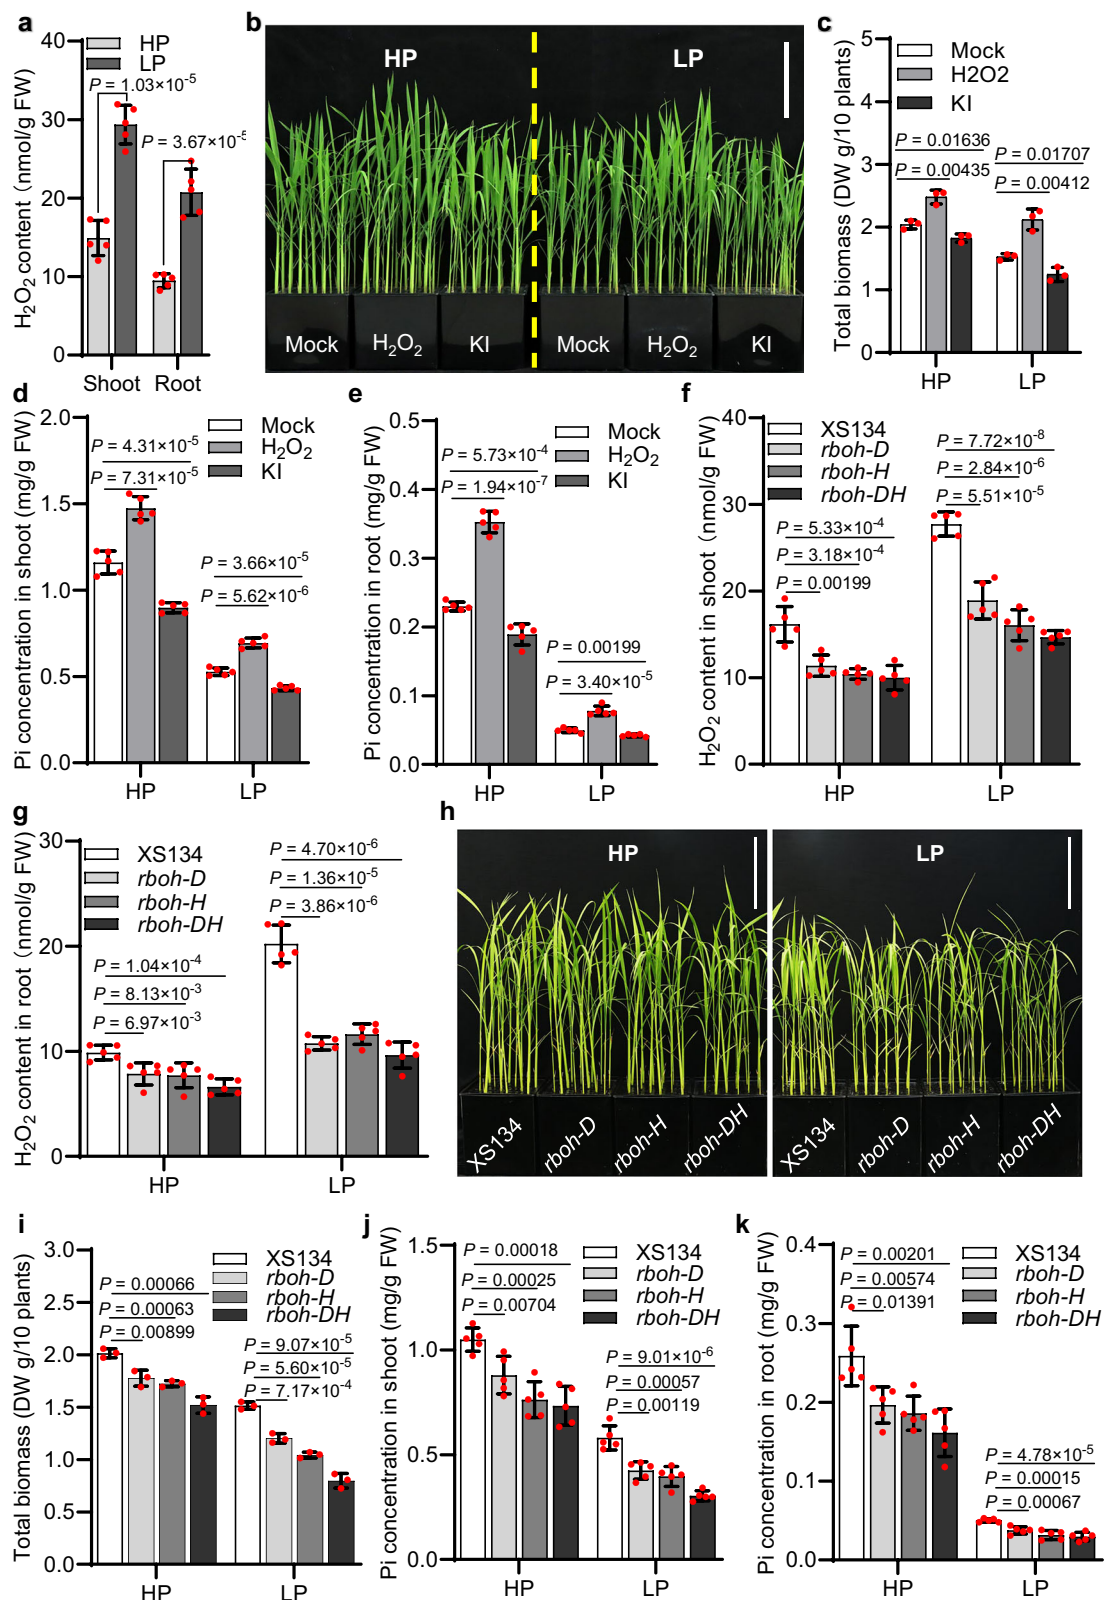 a
HP
LP
P = 1.03×10⁻⁵
P = 3.67×10⁻⁵
H₂O₂ content (nmol/g FW)
40
30
20
10
0
Shoot Root
b
HP LP
Mock H₂O₂ KI Mock H₂O₂ KI
c
Mock
H2O2
KI
P = 0.01636
P = 0.00435
P = 0.01707
P = 0.00412
Total biomass (DW g/10 plants)
5
4
3
2
1
0
HP LP
d
Mock
H₂O₂
KI
P = 4.31×10⁻⁵
P = 7.31×10⁻⁵
P = 3.66×10⁻⁵
P = 5.62×10⁻⁶
Pi concentration in shoot (mg/g FW)
2.0
1.5
1.0
0.5
0.0
HP LP
e
Mock
H₂O₂
KI
P = 5.73×10⁻⁴
P = 1.94×10⁻⁷
P = 0.00199
P = 3.40×10⁻⁵
Pi concentration in root (mg/g FW)
0.5
0.4
0.3
0.2
0.1
0.0
HP LP
f
XS134
rboh-D
rboh-H
rboh-DH
P = 7.72×10⁻⁸
P = 2.84×10⁻⁶
P = 5.51×10⁻⁵
P = 5.33×10⁻⁴
P = 3.18×10⁻⁴
P = 0.00199
H₂O₂ content in shoot (nmol/g FW)
40
30
20
10
0
HP LP
g
XS134
rboh-D
rboh-H
rboh-DH
P = 4.70×10⁻⁶
P = 1.36×10⁻⁵
P = 3.86×10⁻⁶
P = 1.04×10⁻⁴
P = 8.13×10⁻³
P = 6.97×10⁻³
H₂O₂ content in root (nmol/g FW)
30
20
10
0
HP LP
h
HP LP
XS134 rboh-D rboh-H rboh-DH XS134 rboh-D rboh-H rboh-DH
i
XS134
rboh-D
rboh-H
rboh-DH
P = 0.00066
P = 0.00063
P = 0.00899
P = 9.07×10⁻⁵
P = 5.60×10⁻⁵
P = 7.17×10⁻⁴
Total biomass (DW g/10 plants)
3.0
2.5
2.0
1.5
1.0
0.5
0.0
HP LP
j
XS134
rboh-D
rboh-H
rboh-DH
P = 0.00018
P = 0.00025
P = 0.00704
P = 9.01×10⁻⁶
P = 0.00057
P = 0.00119
Pi concentration in shoot (mg/g FW)
1.5
1.0
0.5
0.0
HP LP
k
XS134
rboh-D
rboh-H
rboh-DH
P = 0.00201
P = 0.00574
P = 0.01391
P = 4.78×10⁻⁵
P = 0.00015
P = 0.00067
Pi concentration in root (mg/g FW)
0.4
0.3
0.2
0.1
0.0
HP LP